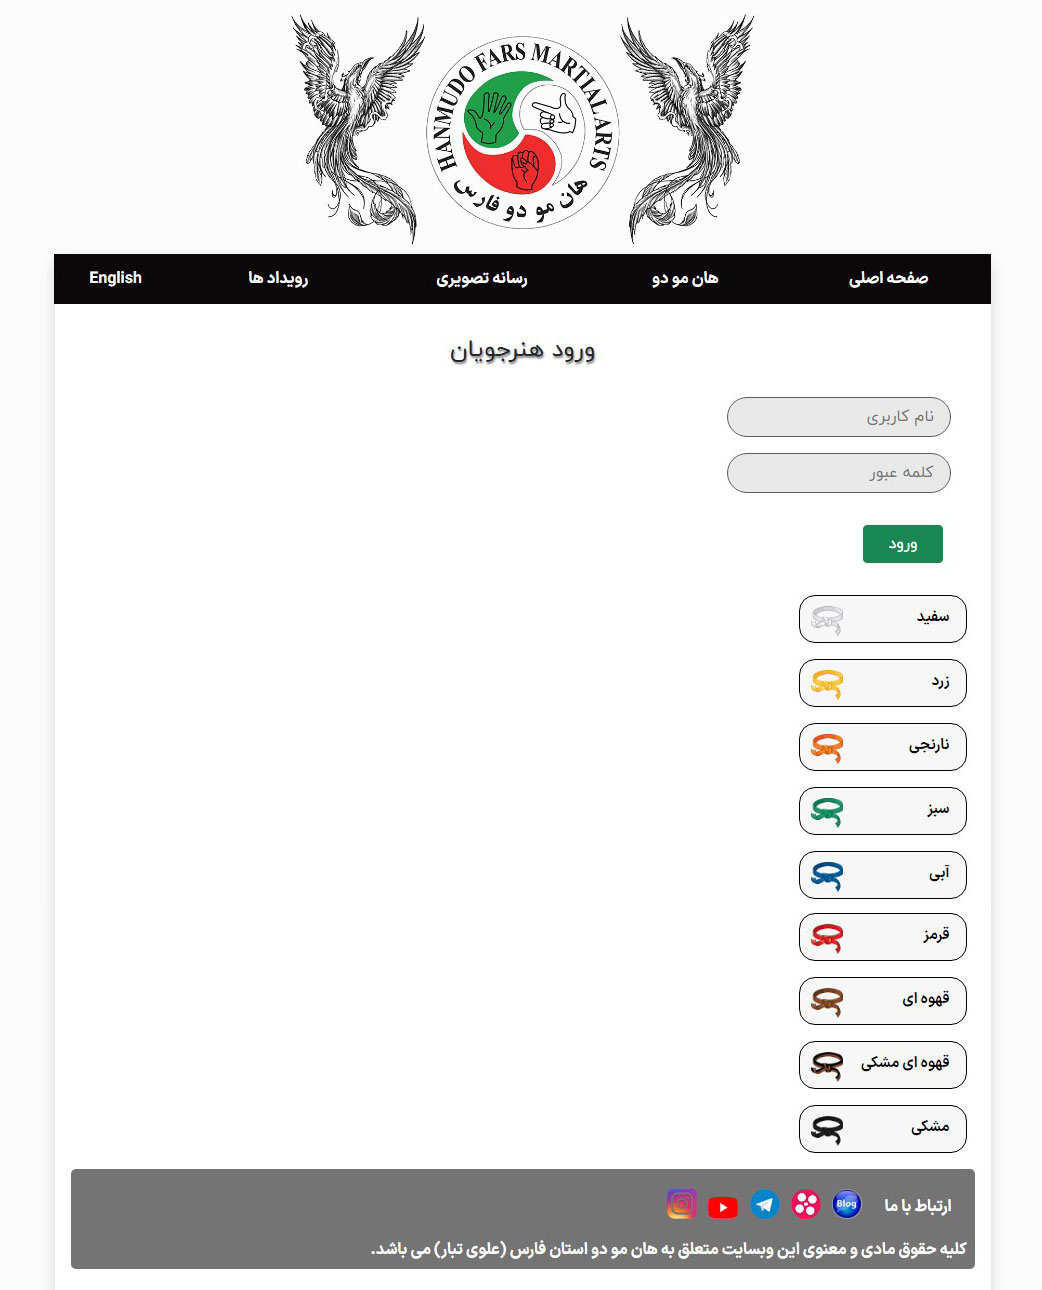 HANMUDO FARS MARTIAL ARTS
هان مو دو فارس
صفحه اصلی هان مو دو رسانه تصویری رویداد ها English
ورود هنرجویان
نام کاربری
کلمه عبور
ورود
سفید
زرد
نارنجی
سبز
آبی
قرمز
قهوه ای
قهوه ای مشکی
مشکی
ارتباط با ما Blog
کلیه حقوق مادی و معنوی این وبسایت متعلق به هان مو دو استان فارس (علوی تبار) می باشد.